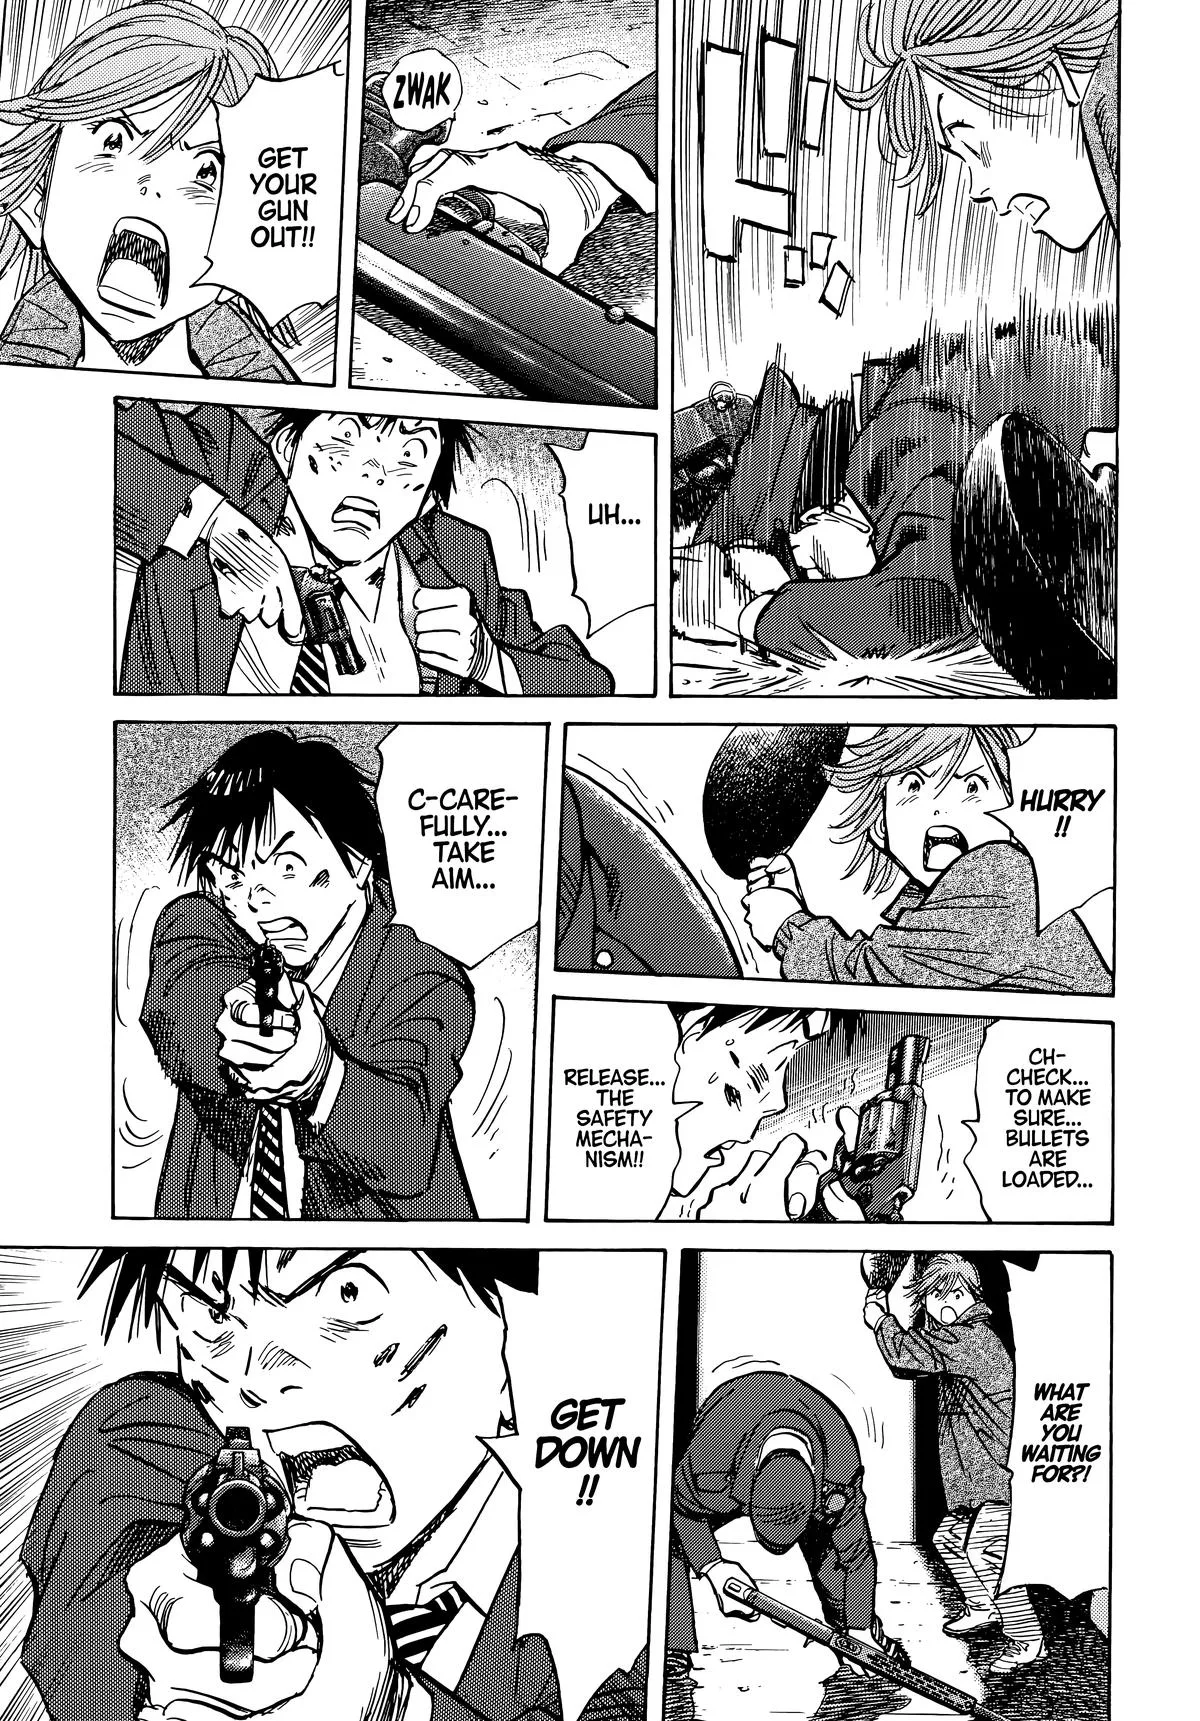 ZWAK
GET
YOUR
GUN
OUT!!
UH...
HURRY
!!
CH-
CHECK...
TO MAKE
SURE...
BULLETS
ARE
LOADED...
RELEASE...
THE
SAFETY
MECHA-
NISM!!
C-CARE-
FULLY...
TAKE
AIM...
WHAT
ARE
YOU
WAITING
FOR?!
GET
DOWN
!!